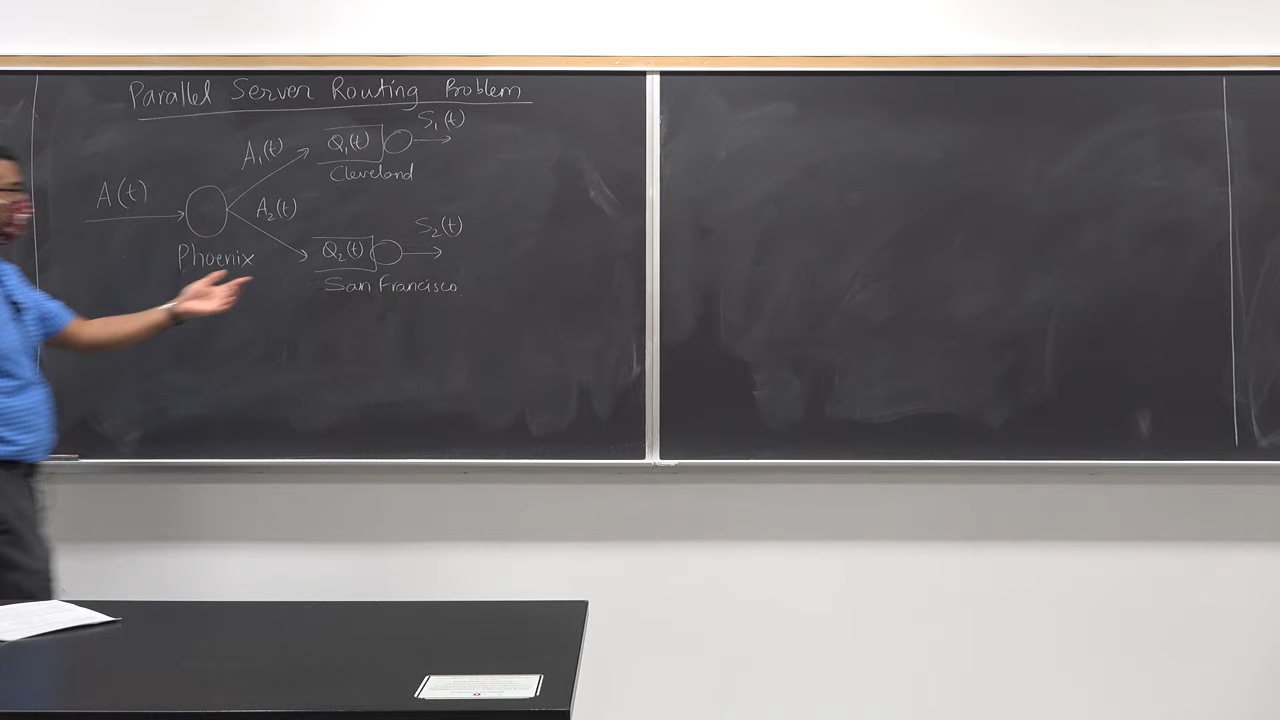 Parallel Server Routing Problem
S₁(t)
A₁(t)
Q₁(t)
Cleveland
A(t)
A₂(t)
S₂(t)
Phoenix
Q₂(t)
San Francisco